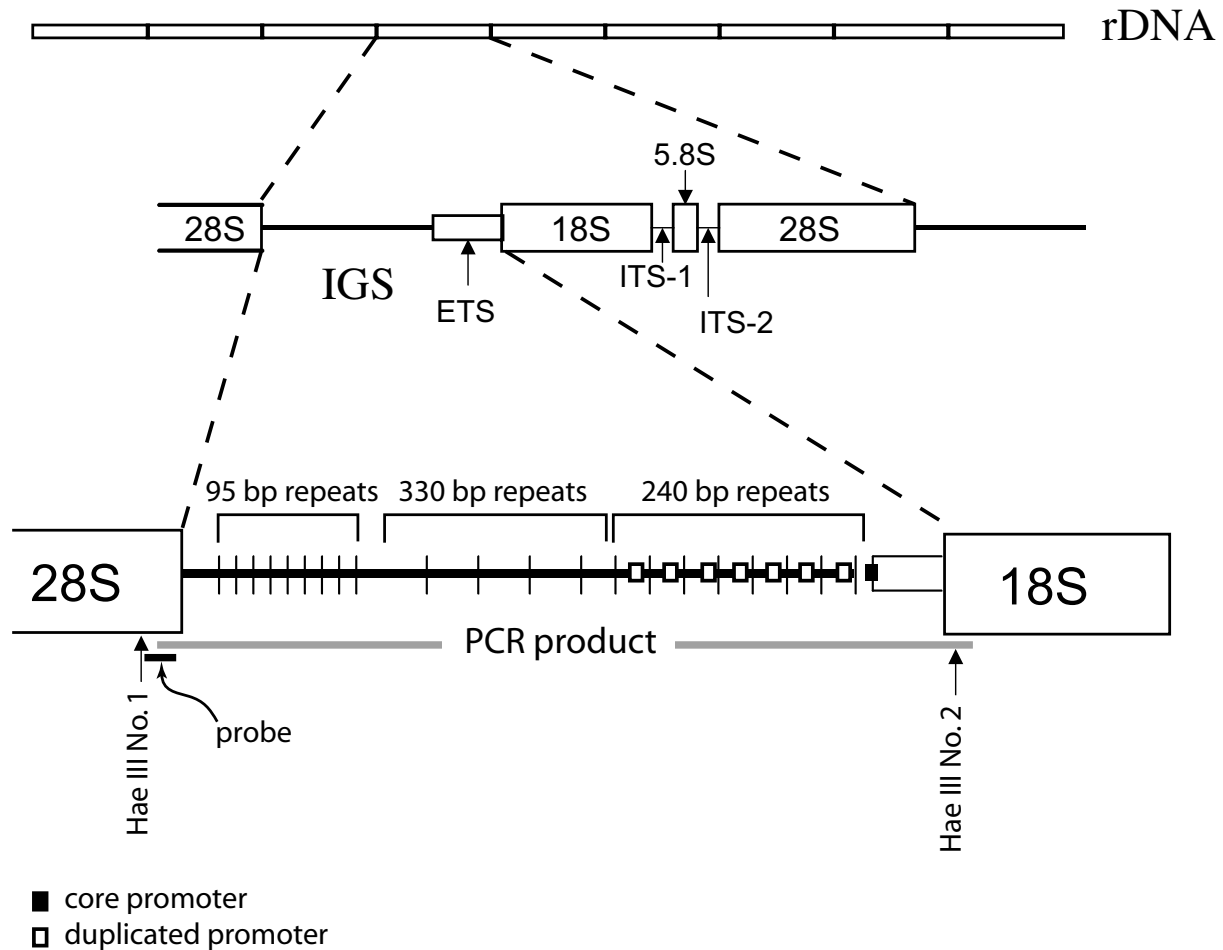 rDNA
5.8S
28S
18S
28S
IGS
ETS
ITS-1
ITS-2
95 bp repeats
330 bp repeats
240 bp repeats
28S
18S
PCR product
Hae III No. 1
probe
Hae III No. 2
core promoter
duplicated promoter